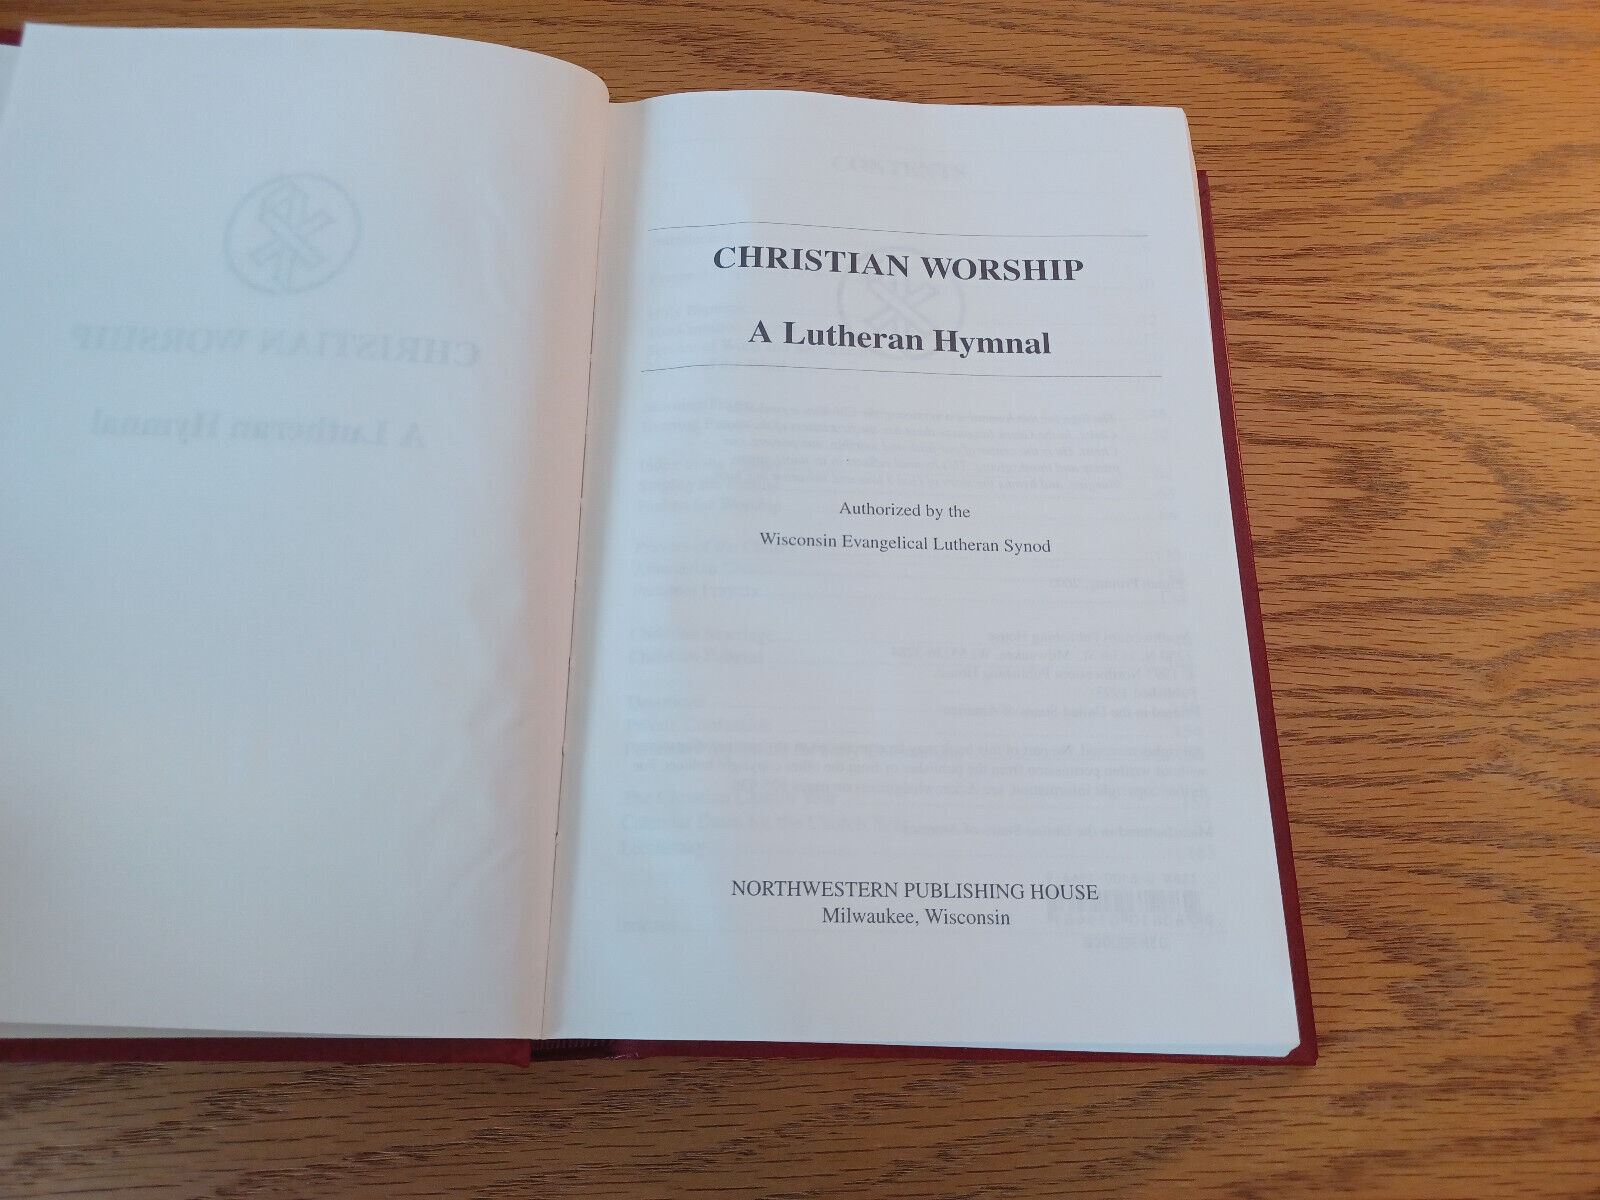 CHRISTIAN WORSHIP
A Lutheran Hymnal
Authorized by the
Wisconsin Evangelical Lutheran Synod
NORTHWESTERN PUBLISHING HOUSE
Milwaukee, Wisconsin